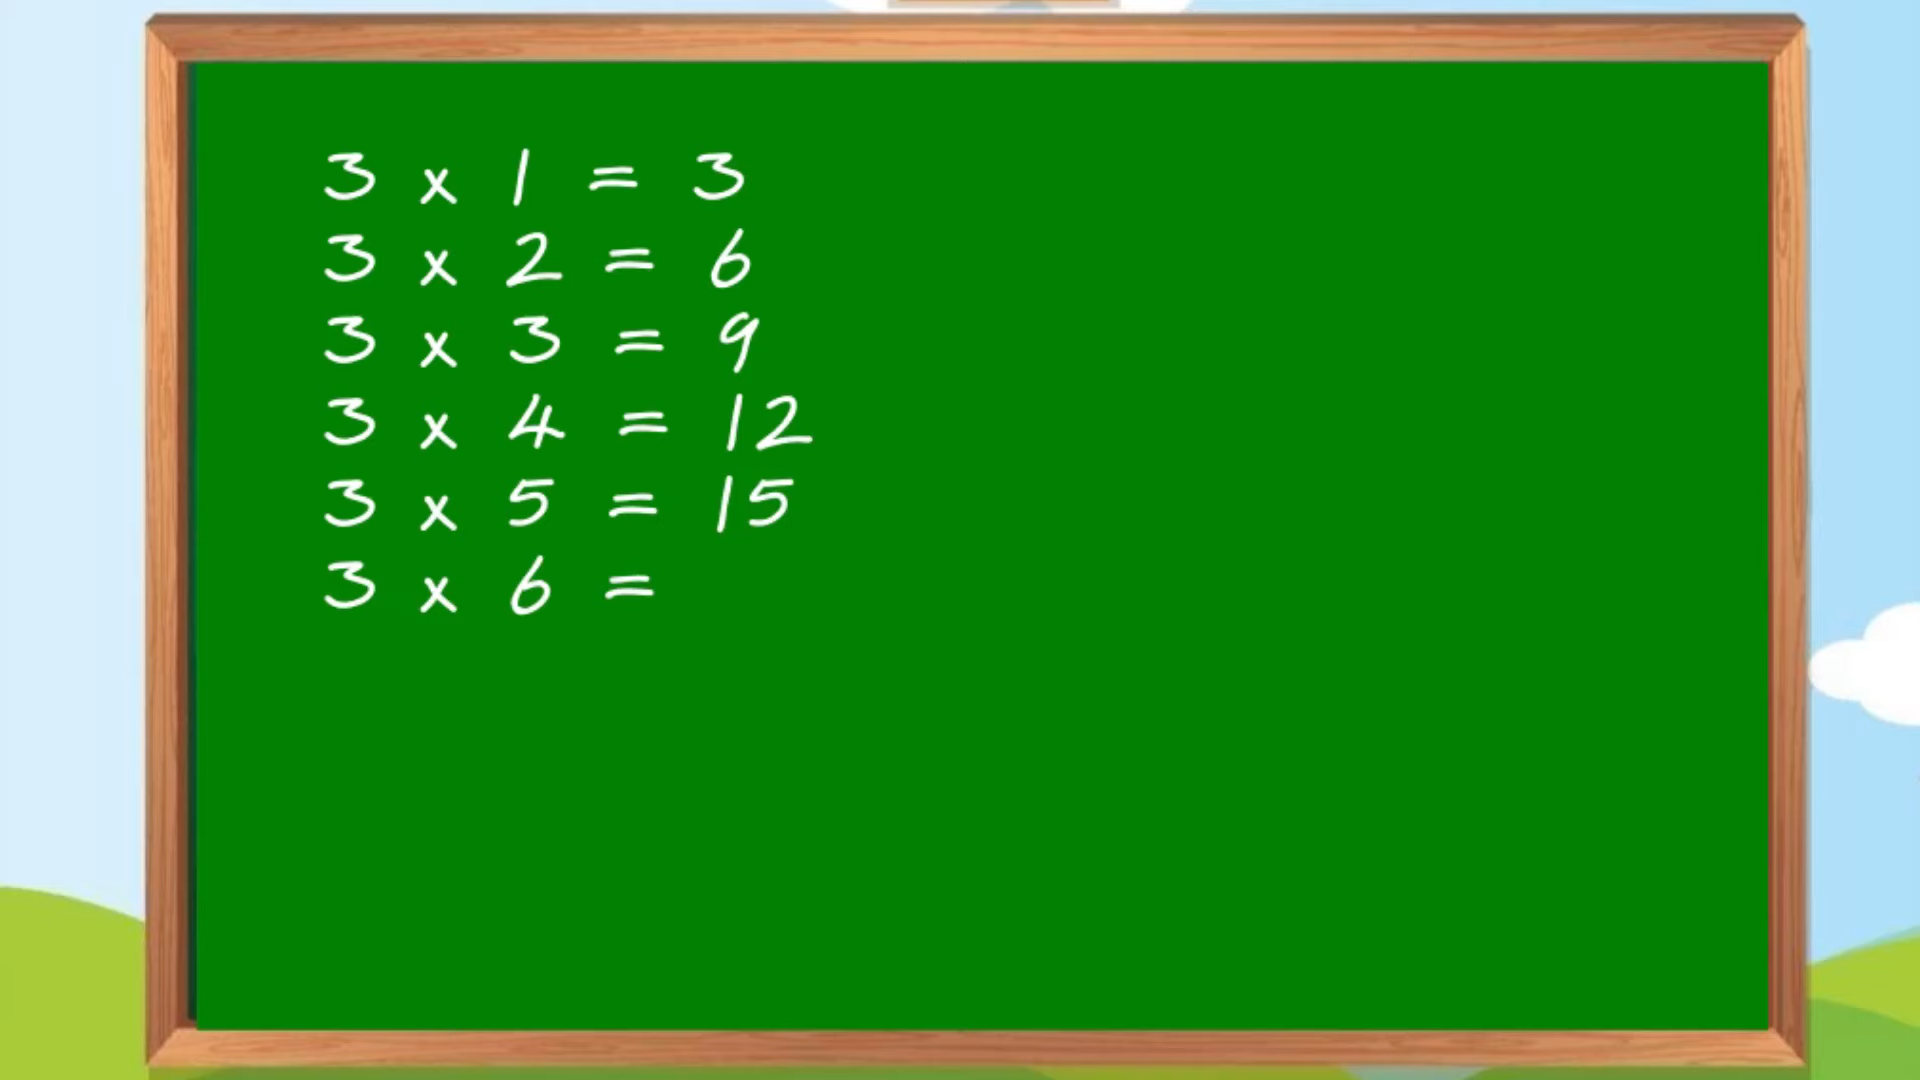 3 x 1 = 3
3 x 2 = 6
3 x 3 = 9
3 x 4 = 12
3 x 5 = 15
3 x 6 =